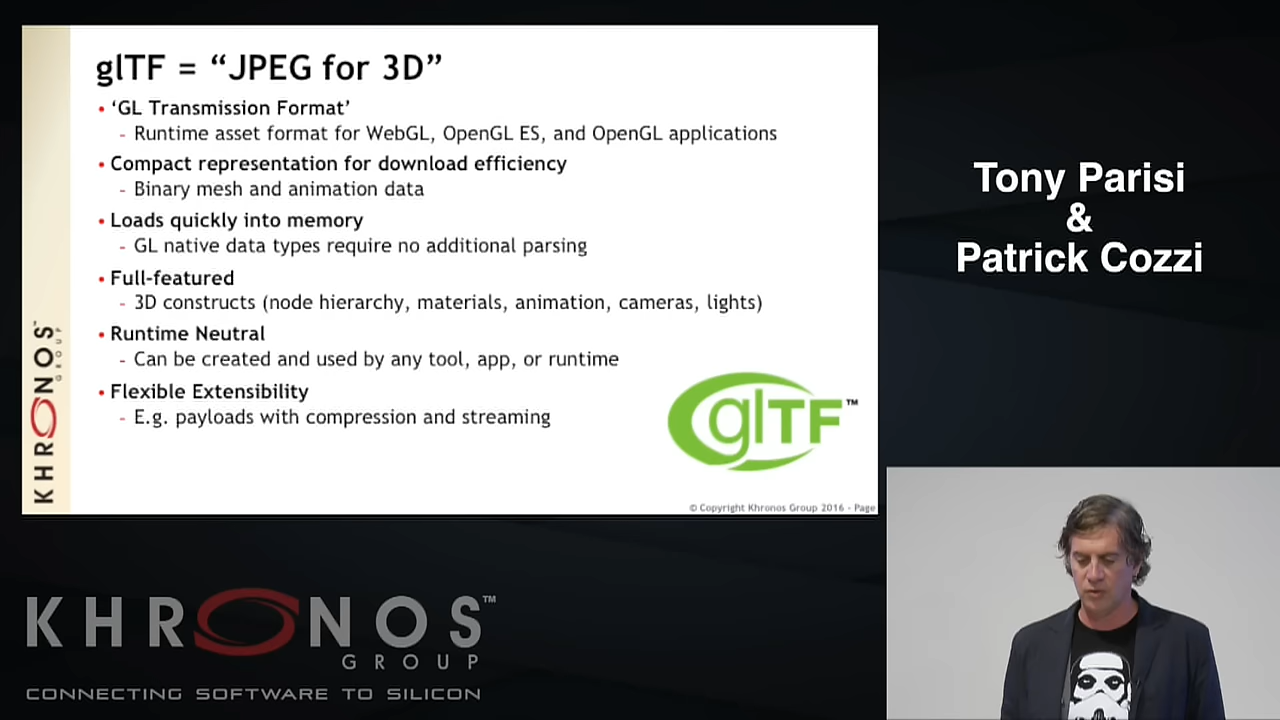 glTF = “JPEG for 3D”
• ‘GL Transmission Format’
- Runtime asset format for WebGL, OpenGL ES, and OpenGL applications
• Compact representation for download efficiency
- Binary mesh and animation data
• Loads quickly into memory
- GL native data types require no additional parsing
• Full-featured
- 3D constructs (node hierarchy, materials, animation, cameras, lights)
• Runtime Neutral
- Can be created and used by any tool, app, or runtime
• Flexible Extensibility
- E.g. payloads with compression and streaming
glTF™
KHRONOS™
GROUP
© Copyright Khronos Group 2016 - Page
Tony Parisi
&
Patrick Cozzi
KHRONOS™
GROUP
CONNECTING SOFTWARE TO SILICON